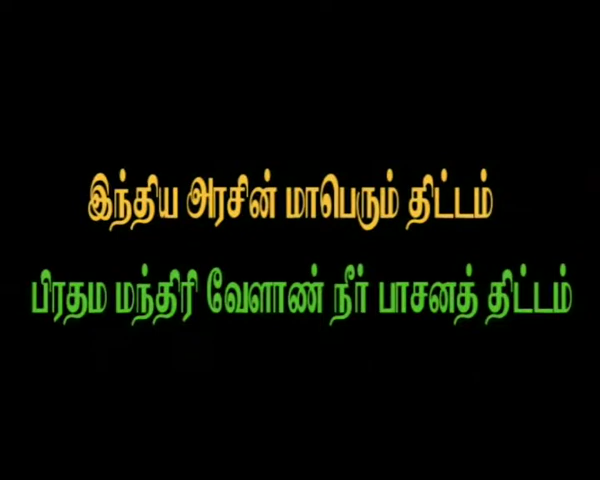 இந்திய அரசின் மாபெரும் திட்டம்
பிரதம மந்திரி வேளாண் நீர் பாசனத் திட்டம்